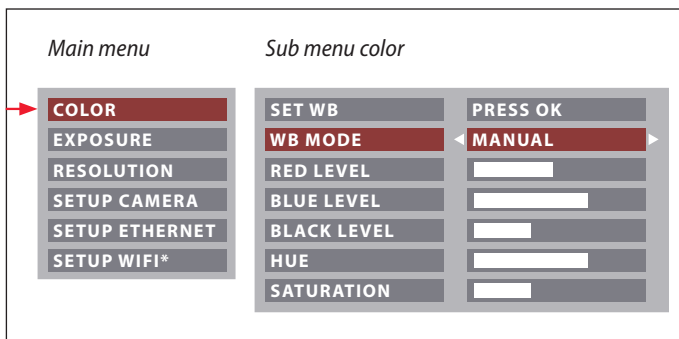 Main menu
Sub menu color
COLOR
EXPOSURE
RESOLUTION
SETUP CAMERA
SETUP ETHERNET
SETUP WIFI*
SET WB PRESS OK
WB MODE MANUAL
RED LEVEL
BLUE LEVEL
BLACK LEVEL
HUE
SATURATION